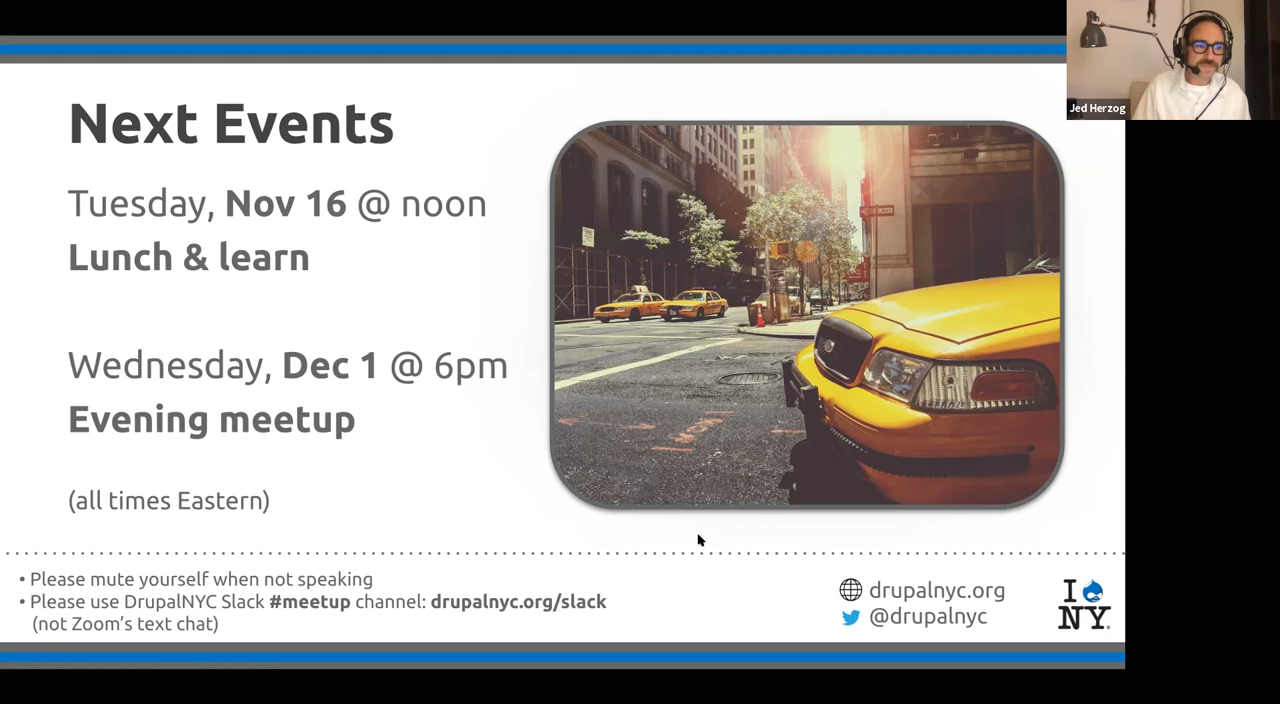 Next Events
Tuesday, Nov 16 @ noon
Lunch & learn
Wednesday, Dec 1 @ 6pm
Evening meetup
(all times Eastern)
• Please mute yourself when not speaking
• Please use DrupalNYC Slack #meetup channel: drupalnyc.org/slack
(not Zoom's text chat)
drupalnyc.org
@drupalnyc
I
NY
Jed Herzog